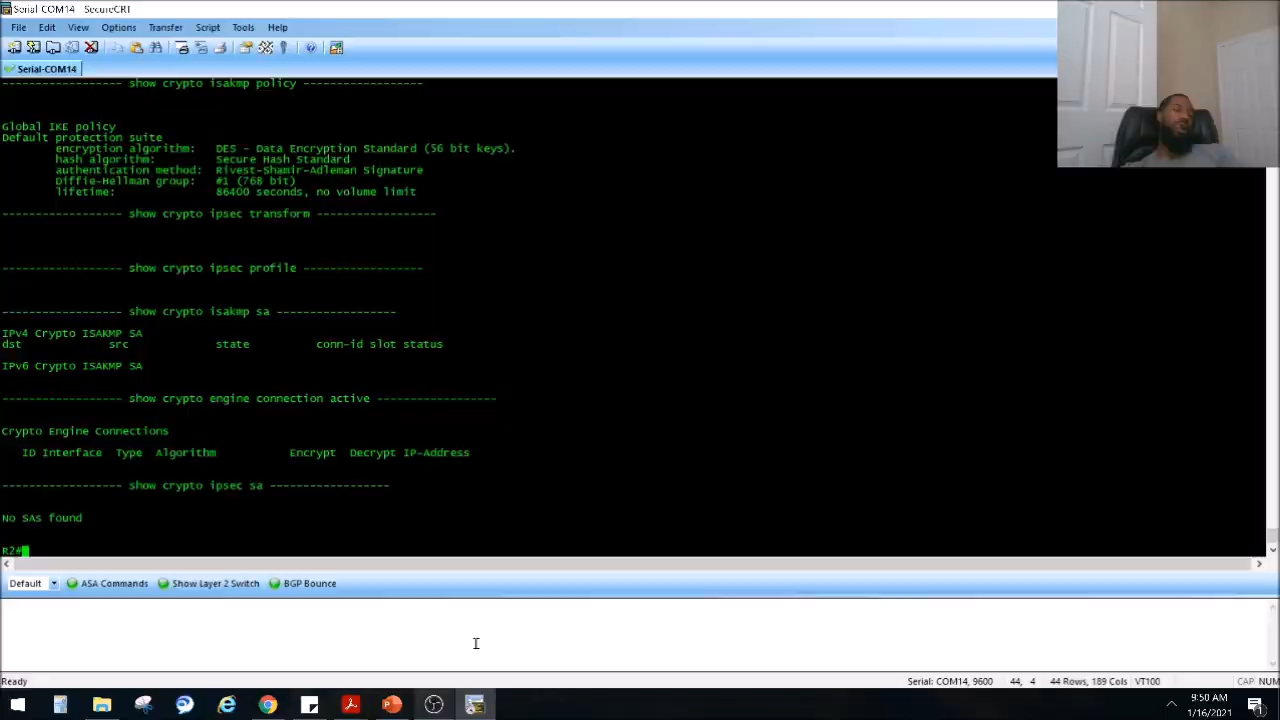 Serial-COM14 - SecureCRT
File Edit View Options Transfer Script Tools Help
Serial-COM14
------------------ show crypto isakmp policy ------------------
Global IKE policy
Default protection suite
encryption algorithm: DES - Data Encryption Standard (56 bit keys).
hash algorithm: Secure Hash Standard
authentication method: Rivest-Shamir-Adleman Signature
Diffie-Hellman group: #1 (768 bit)
lifetime: 86400 seconds, no volume limit
------------------ show crypto ipsec transform ------------------
------------------ show crypto ipsec profile ------------------
------------------ show crypto isakmp sa ------------------
IPv4 Crypto ISAKMP SA
dst src state conn-id slot status
IPv6 Crypto ISAKMP SA
------------------ show crypto engine connection active ------------------
Crypto Engine Connections
ID Interface Type Algorithm Encrypt Decrypt IP-Address
------------------ show crypto ipsec sa ------------------
No SAs found
R2#
Default ASA Commands Show Layer 2 Switch BGP Bounce
Ready Serial: COM14, 9600 44, 4 44 Rows, 189 Cols VT100 CAP NUM
9:50 AM
1/16/2021